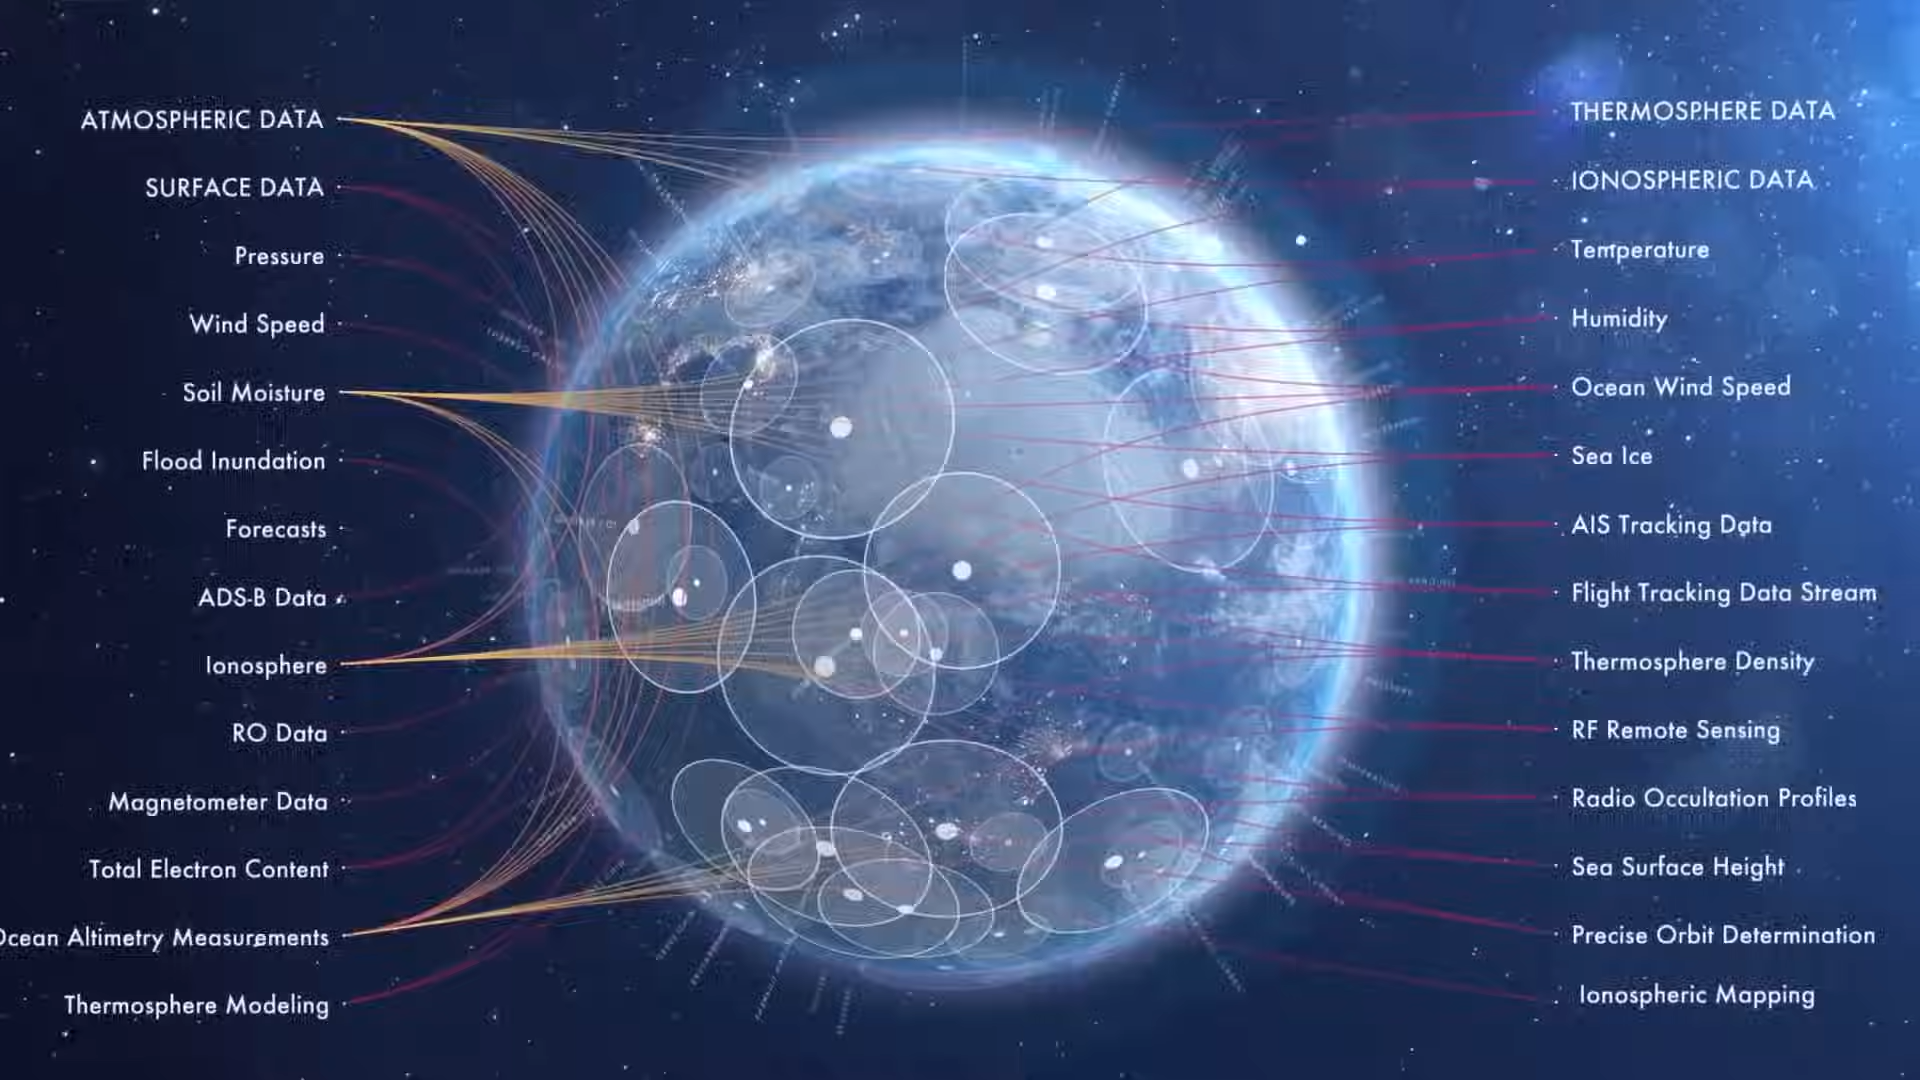 ATMOSPHERIC DATA
SURFACE DATA
Pressure
Wind Speed
Soil Moisture
Flood Inundation
Forecasts
ADS-B Data
Ionosphere
RO Data
Magnetometer Data
Total Electron Content
Ocean Altimetry Measurements
Thermosphere Modeling
THERMOSPHERE DATA
IONOSPHERIC DATA
Temperature
Humidity
Ocean Wind Speed
Sea Ice
AIS Tracking Data
Flight Tracking Data Stream
Thermosphere Density
RF Remote Sensing
Radio Occultation Profiles
Sea Surface Height
Precise Orbit Determination
Ionospheric Mapping